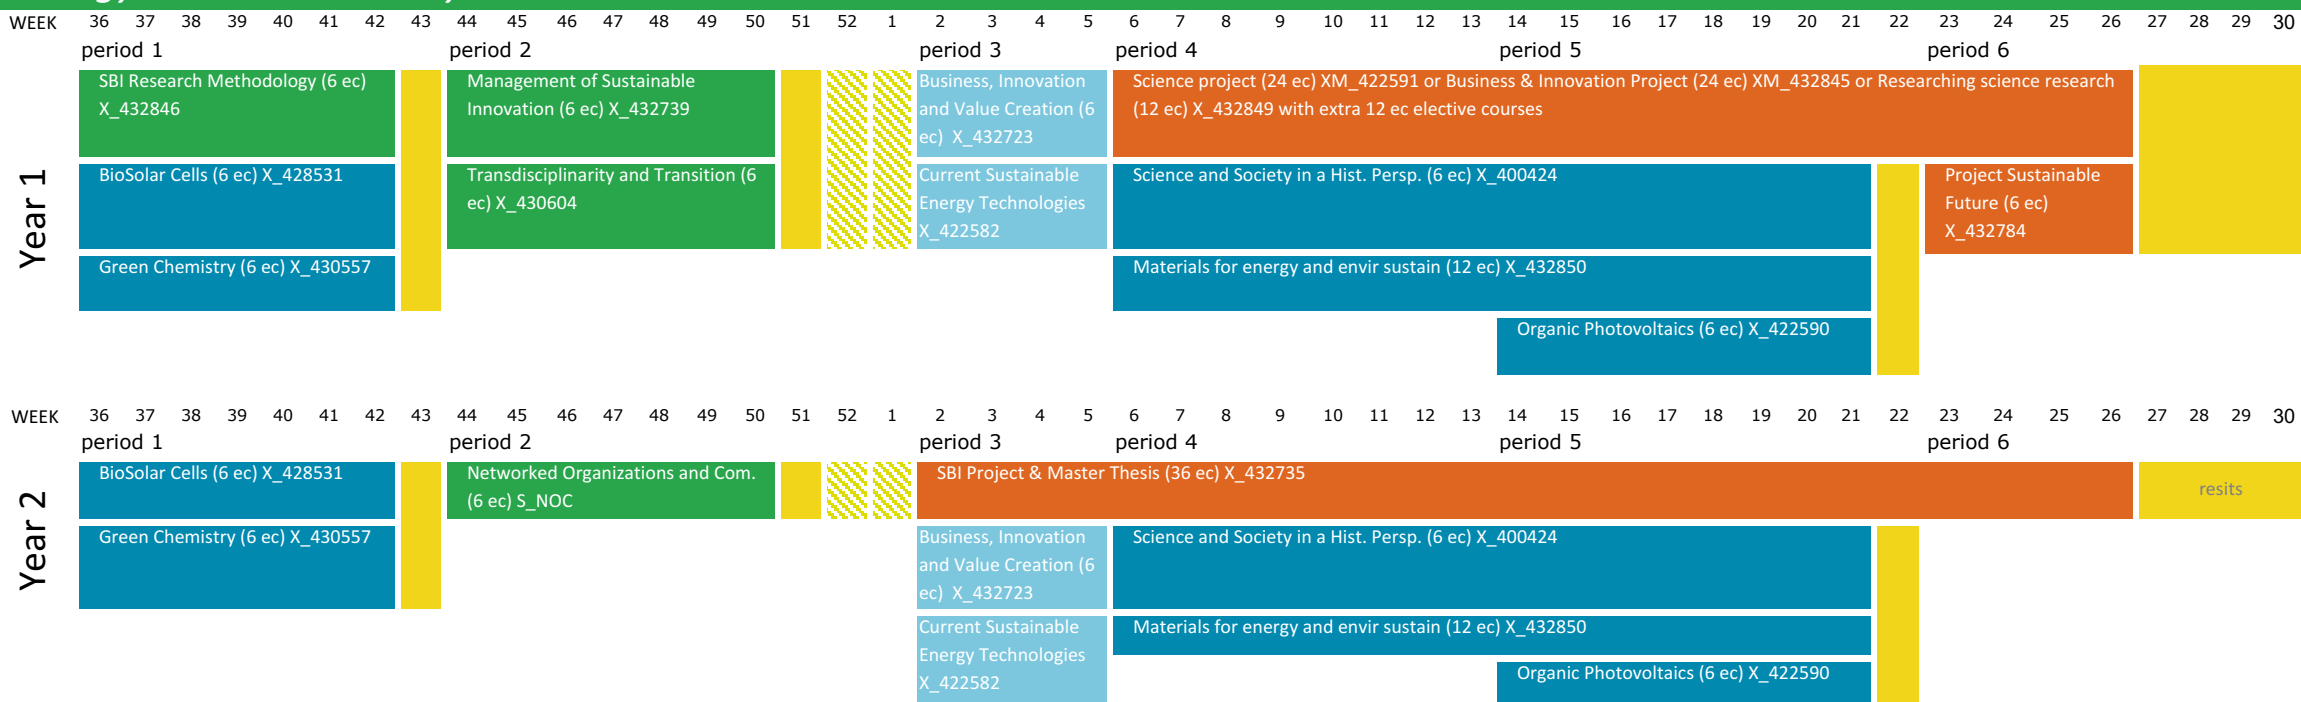 WEEK 36 37 38 39 40 41 42 43 44 45 46 47 48 49 50 51 52 1 2 3 4 5 6 7 8 9 10 11 12 13 14 15 16 17 18 19 20 21 22 23 24 25 26 27 28 29 30
period 1 period 2 period 3 period 4 period 5 period 6
Year 1
SBI Research Methodology (6 ec)
X_432846
Management of Sustainable
Innovation (6 ec) X_432739
Business, Innovation
and Value Creation (6
ec) X_432723
Science project (24 ec) XM_422591 or Business & Innovation Project (24 ec) XM_432845 or Researching science research
(12 ec) X_432849 with extra 12 ec elective courses
BioSolar Cells (6 ec) X_428531
Transdisciplinarity and Transition (6
ec) X_430604
Current Sustainable
Energy Technologies
X_422582
Science and Society in a Hist. Persp. (6 ec) X_400424
Project Sustainable
Future (6 ec)
X_432784
Green Chemistry (6 ec) X_430557
Materials for energy and envir sustain (12 ec) X_432850
Organic Photovoltaics (6 ec) X_422590
WEEK 36 37 38 39 40 41 42 43 44 45 46 47 48 49 50 51 52 1 2 3 4 5 6 7 8 9 10 11 12 13 14 15 16 17 18 19 20 21 22 23 24 25 26 27 28 29 30
period 1 period 2 period 3 period 4 period 5 period 6
Year 2
BioSolar Cells (6 ec) X_428531
Networked Organizations and Com.
(6 ec) S_NOC
SBI Project & Master Thesis (36 ec) X_432735
resits
Green Chemistry (6 ec) X_430557
Business, Innovation
and Value Creation (6
ec) X_432723
Science and Society in a Hist. Persp. (6 ec) X_400424
Current Sustainable
Energy Technologies
X_422582
Materials for energy and envir sustain (12 ec) X_432850
Organic Photovoltaics (6 ec) X_422590